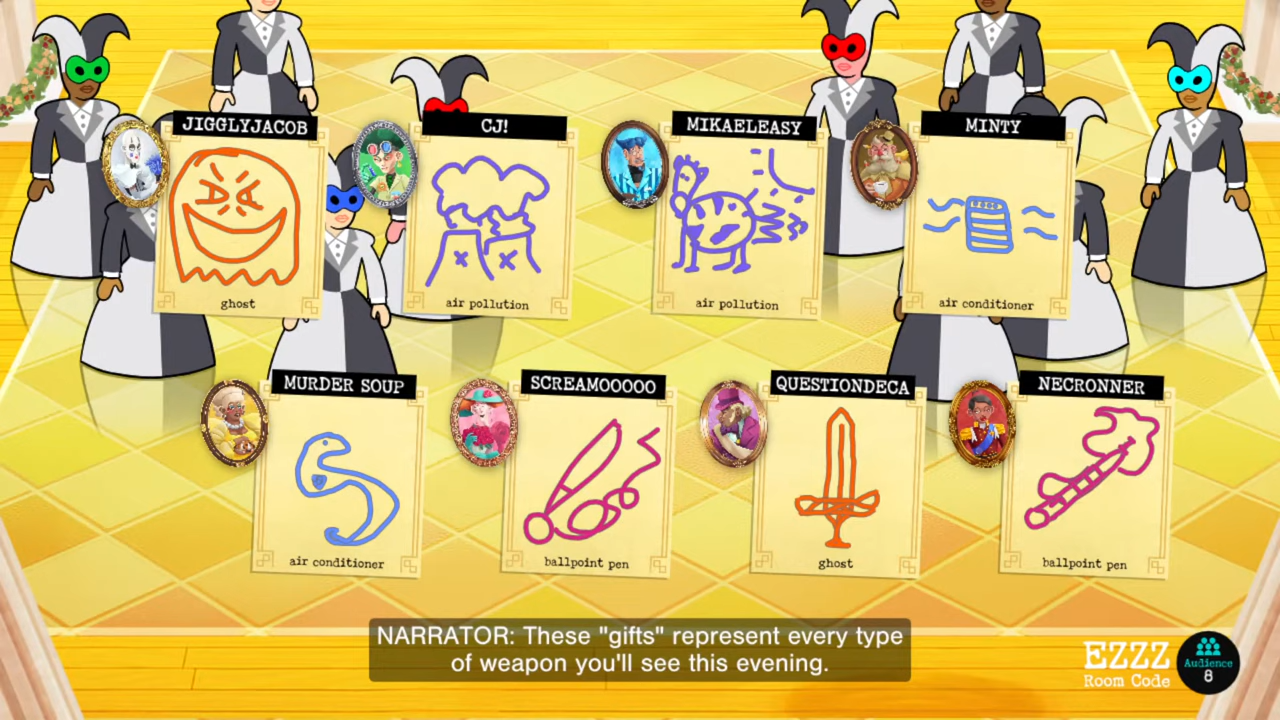 JIGGLYJACOB
CJ!
MIKAELEASY
MINTY
ghost
air pollution
air pollution
air conditioner
MURDER SOUP
SCREAMOOOOO
QUESTIONDECA
NECRONNER
air conditioner
ballpoint pen
ghost
ballpoint pen
NARRATOR: These "gifts" represent every type
of weapon you'll see this evening.
EZZZ
Room Code
Audience
8